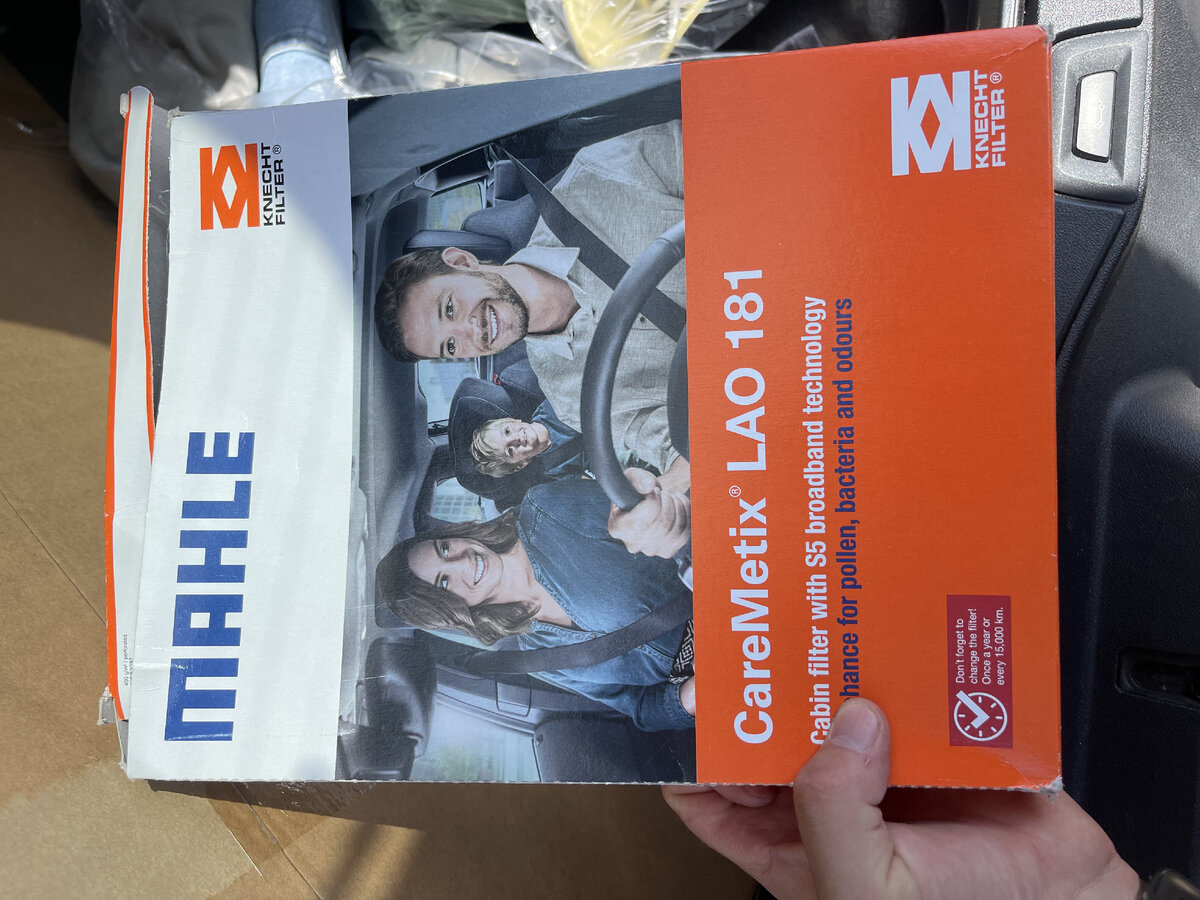 MAHLE
KNECHT
FILTER®
KNECHT
FILTER®
CareMetix® LAO 181
Cabin filter with S5 broadband technology
hance for pollen, bacteria and odours
Don't forget to
change the filter!
Once a year or
every 15,000 km.